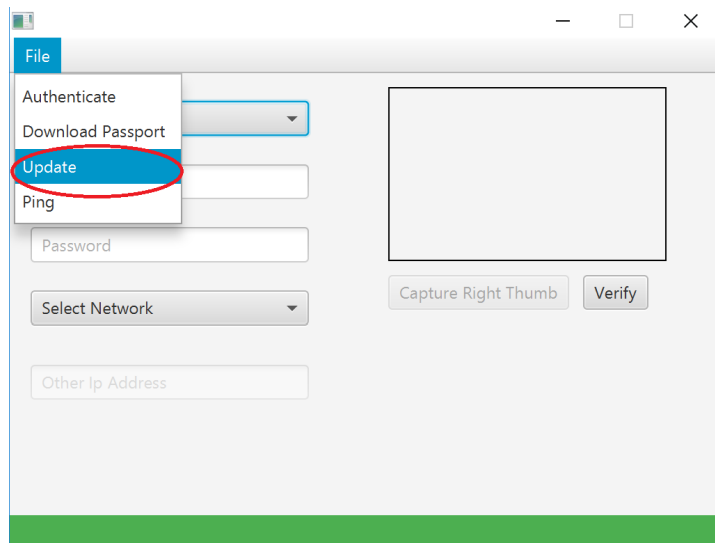 File
Authenticate
Download Passport
Update
Ping
Password
Select Network
Other Ip Address
Capture Right Thumb
Verify